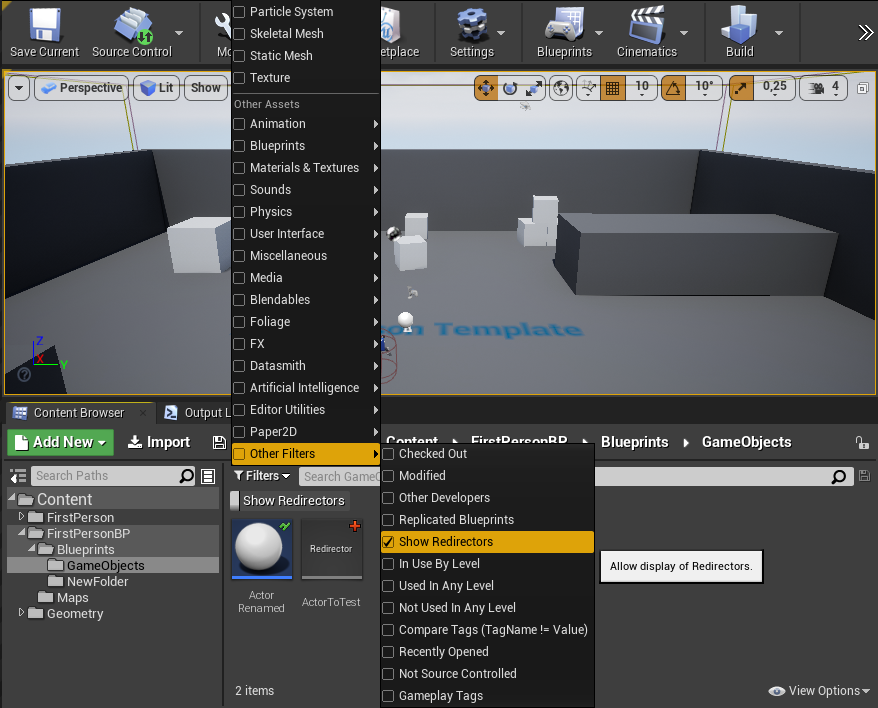 Save Current
Source Control
Settings
Blueprints
Cinematics
Build
Perspective
Lit
Show
10
10°
0,25
4
Particle System
Skeletal Mesh
Static Mesh
Texture
Other Assets
Animation
Blueprints
Materials & Textures
Sounds
Physics
User Interface
Miscellaneous
Media
Blendables
Foliage
FX
Datasmith
Artificial Intelligence
Editor Utilities
Paper2D
Other Filters
Template
Z
X
Y
Content Browser
Output L
Add New
Import
Content
FirstPersonBP
Blueprints
GameObjects
Search Paths
Filters
Search GameO
Content
FirstPerson
FirstPersonBP
Blueprints
GameObjects
NewFolder
Maps
Geometry
Show Redirectors
Redirector
Actor
Renamed
ActorToTest
Checked Out
Modified
Other Developers
Replicated Blueprints
Show Redirectors
In Use By Level
Used In Any Level
Not Used In Any Level
Compare Tags (TagName != Value)
Recently Opened
Not Source Controlled
Gameplay Tags
Allow display of Redirectors.
2 items
View Options